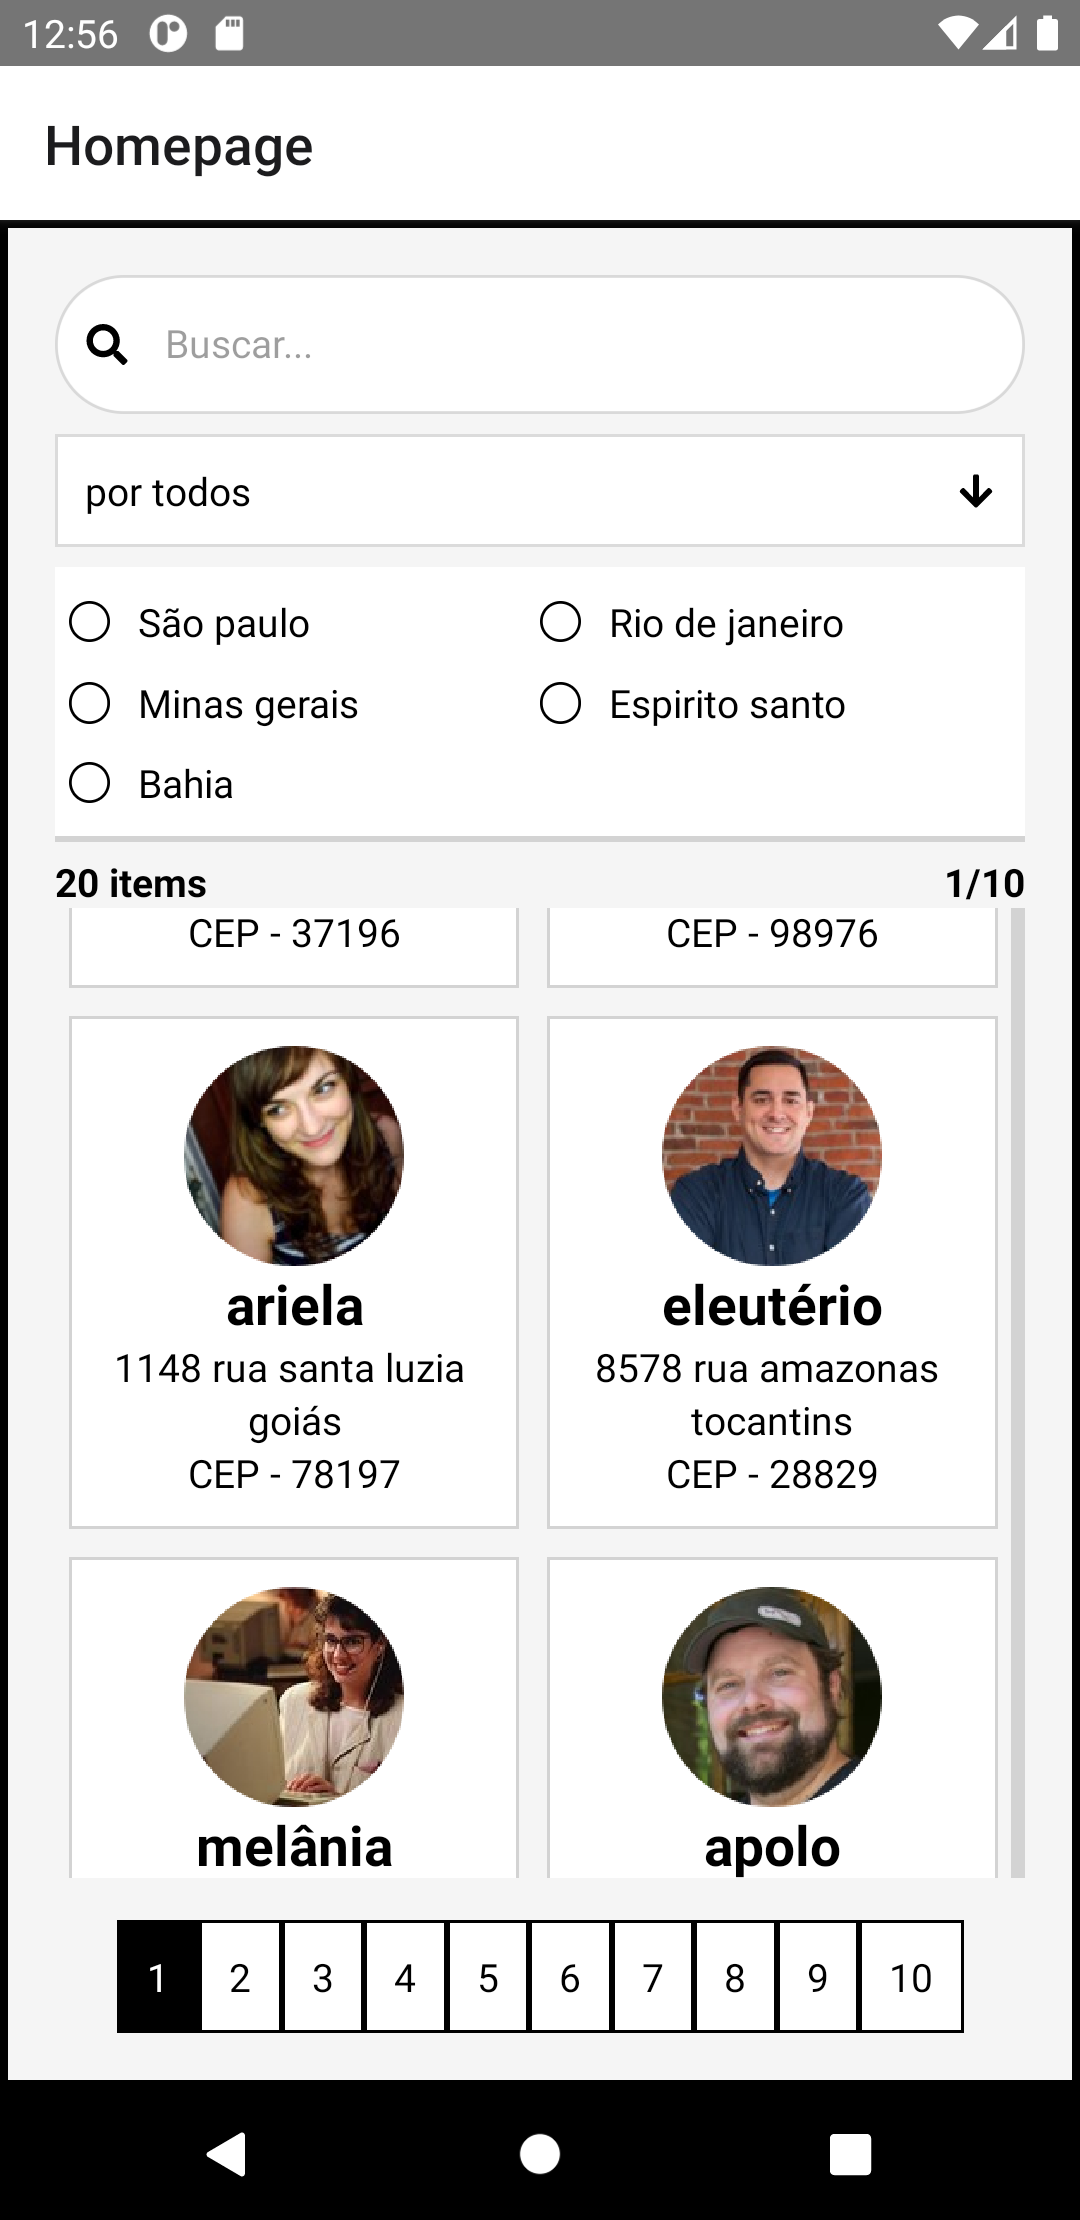 12:56
Homepage
Buscar...
por todos
São paulo
Rio de janeiro
Minas gerais
Espirito santo
Bahia
20 items
1/10
CEP - 37196
CEP - 98976
ariela
1148 rua santa luzia
goiás
CEP - 78197
eleutério
8578 rua amazonas
tocantins
CEP - 28829
melânia
apolo
1 2 3 4 5 6 7 8 9 10